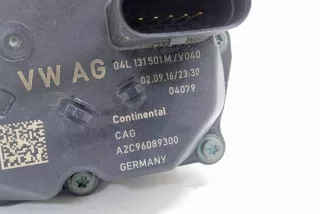 04L 131 501 M /V040
VW AG
02.09.16/23:30
04079
Continental
CAG
A2C96089300
GERMANY